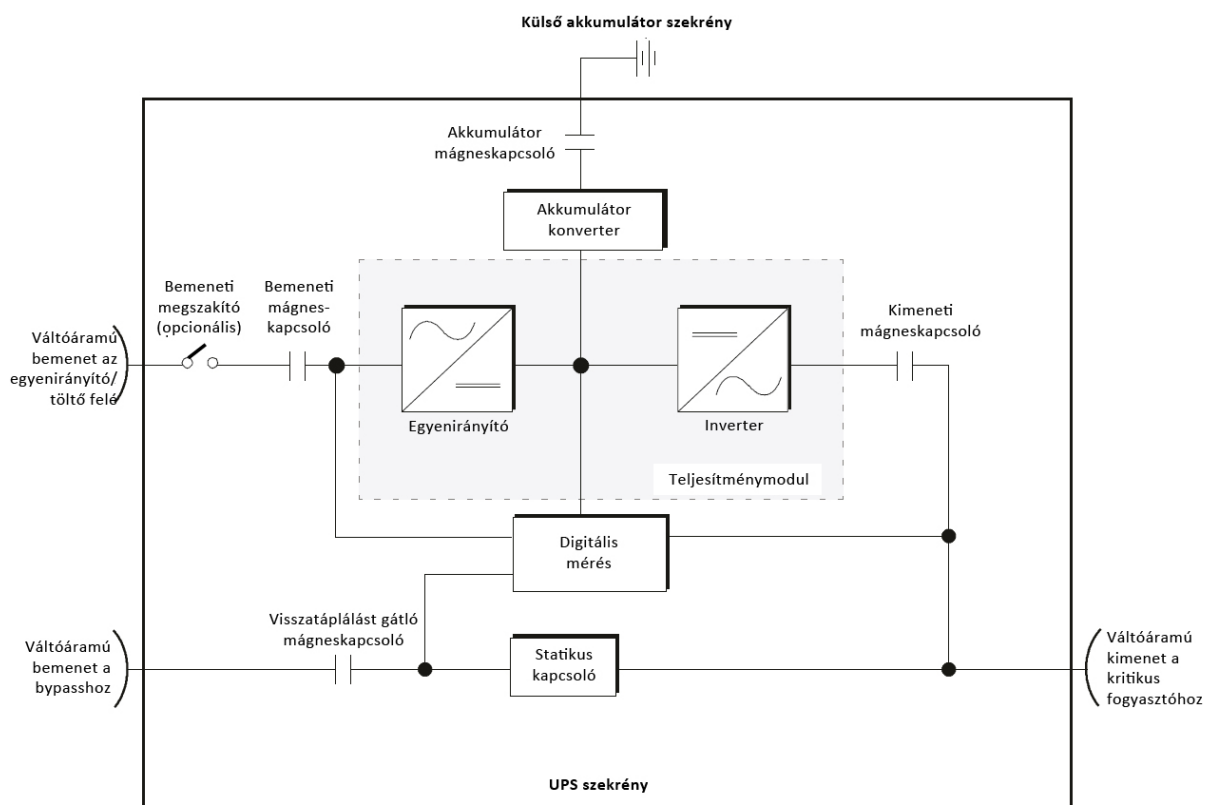 Külső akkumulátor szekrény
Akkumulátor
mágneskapcsoló
Akkumulátor
konverter
Bemeneti
megszakító
(opcionális)
Bemeneti
mágnes-
kapcsoló
Kimeneti
mágneskapcsoló
Váltóáramú
bemenet az
egyenirányító/
töltő felé
Egyenirányító
Inverter
Teljesítménymodul
Digitális
mérés
Visszatáplálást gátló
mágneskapcsoló
Váltóáramú
bemenet a
bypasshoz
Statikus
kapcsoló
Váltóáramú
kimenet a
kritikus
fogyasztóhoz
UPS szekrény